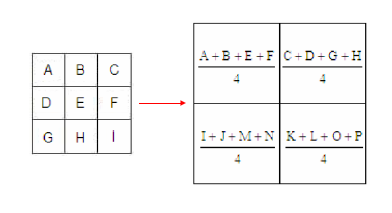 A B C
D E F
G H I
A+B+E+F C+D+G+H
4 4
I+J+M+N K+L+O+P
4 4